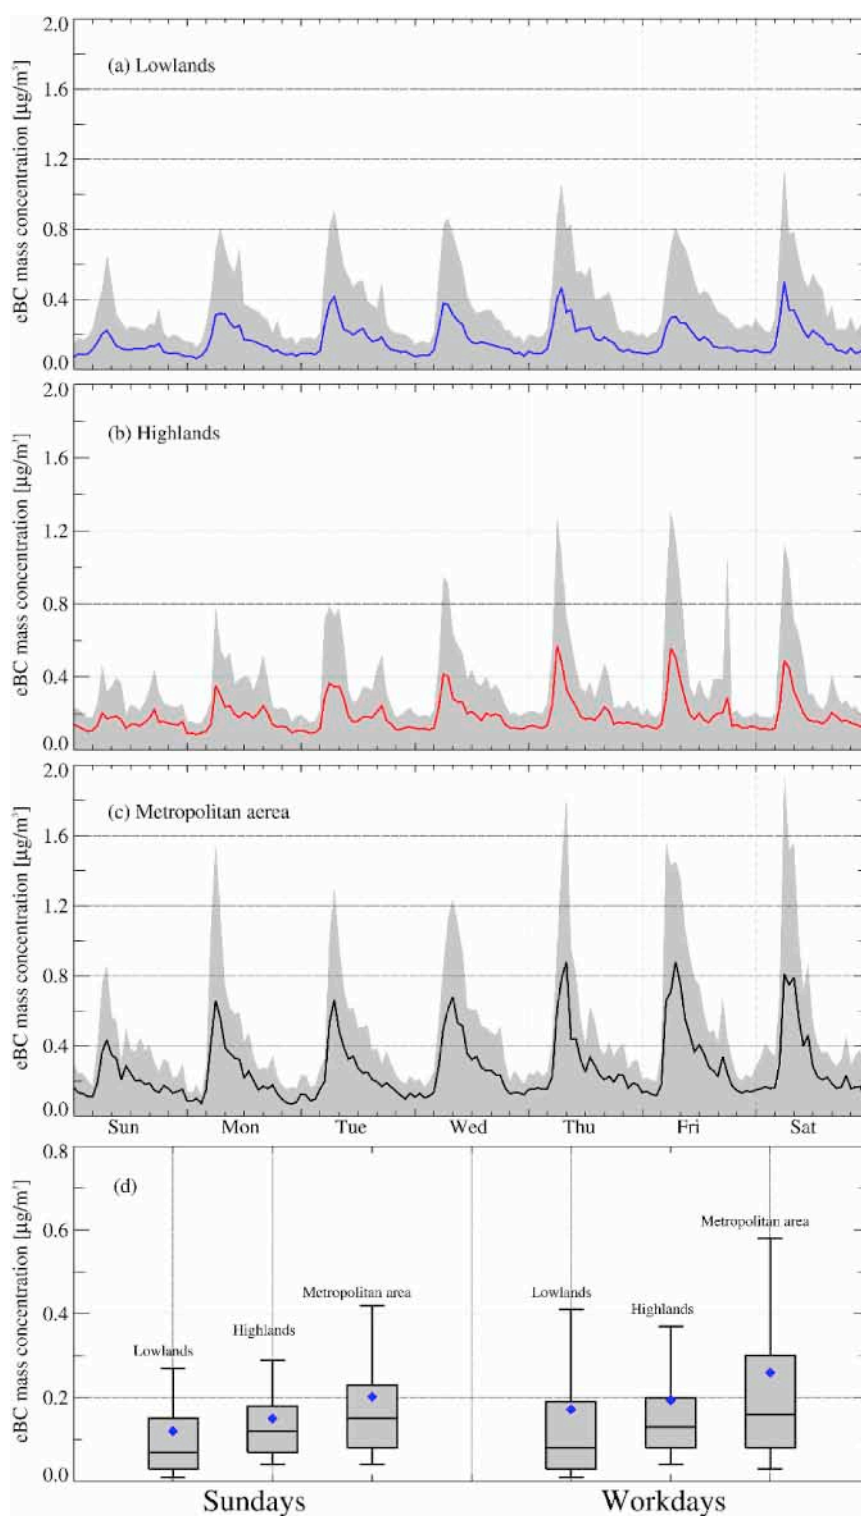 2.0
(a) Lowlands
1.6
1.2
0.8
0.4
0.0
eBC mass concentration [µg/m³]
2.0
(b) Highlands
1.6
1.2
0.8
0.4
0.0
eBC mass concentration [µg/m³]
2.0
(c) Metropolitan aerea
1.6
1.2
0.8
0.4
0.0
eBC mass concentration [µg/m³]
Sun Mon Tue Wed Thu Fri Sat
0.8
(d)
0.6
Metropolitan area
Metropolitan area Lowlands
0.4
Highlands
Highlands
Lowlands
0.2
0.0
eBC mass concentration [µg/m³]
Sundays Workdays